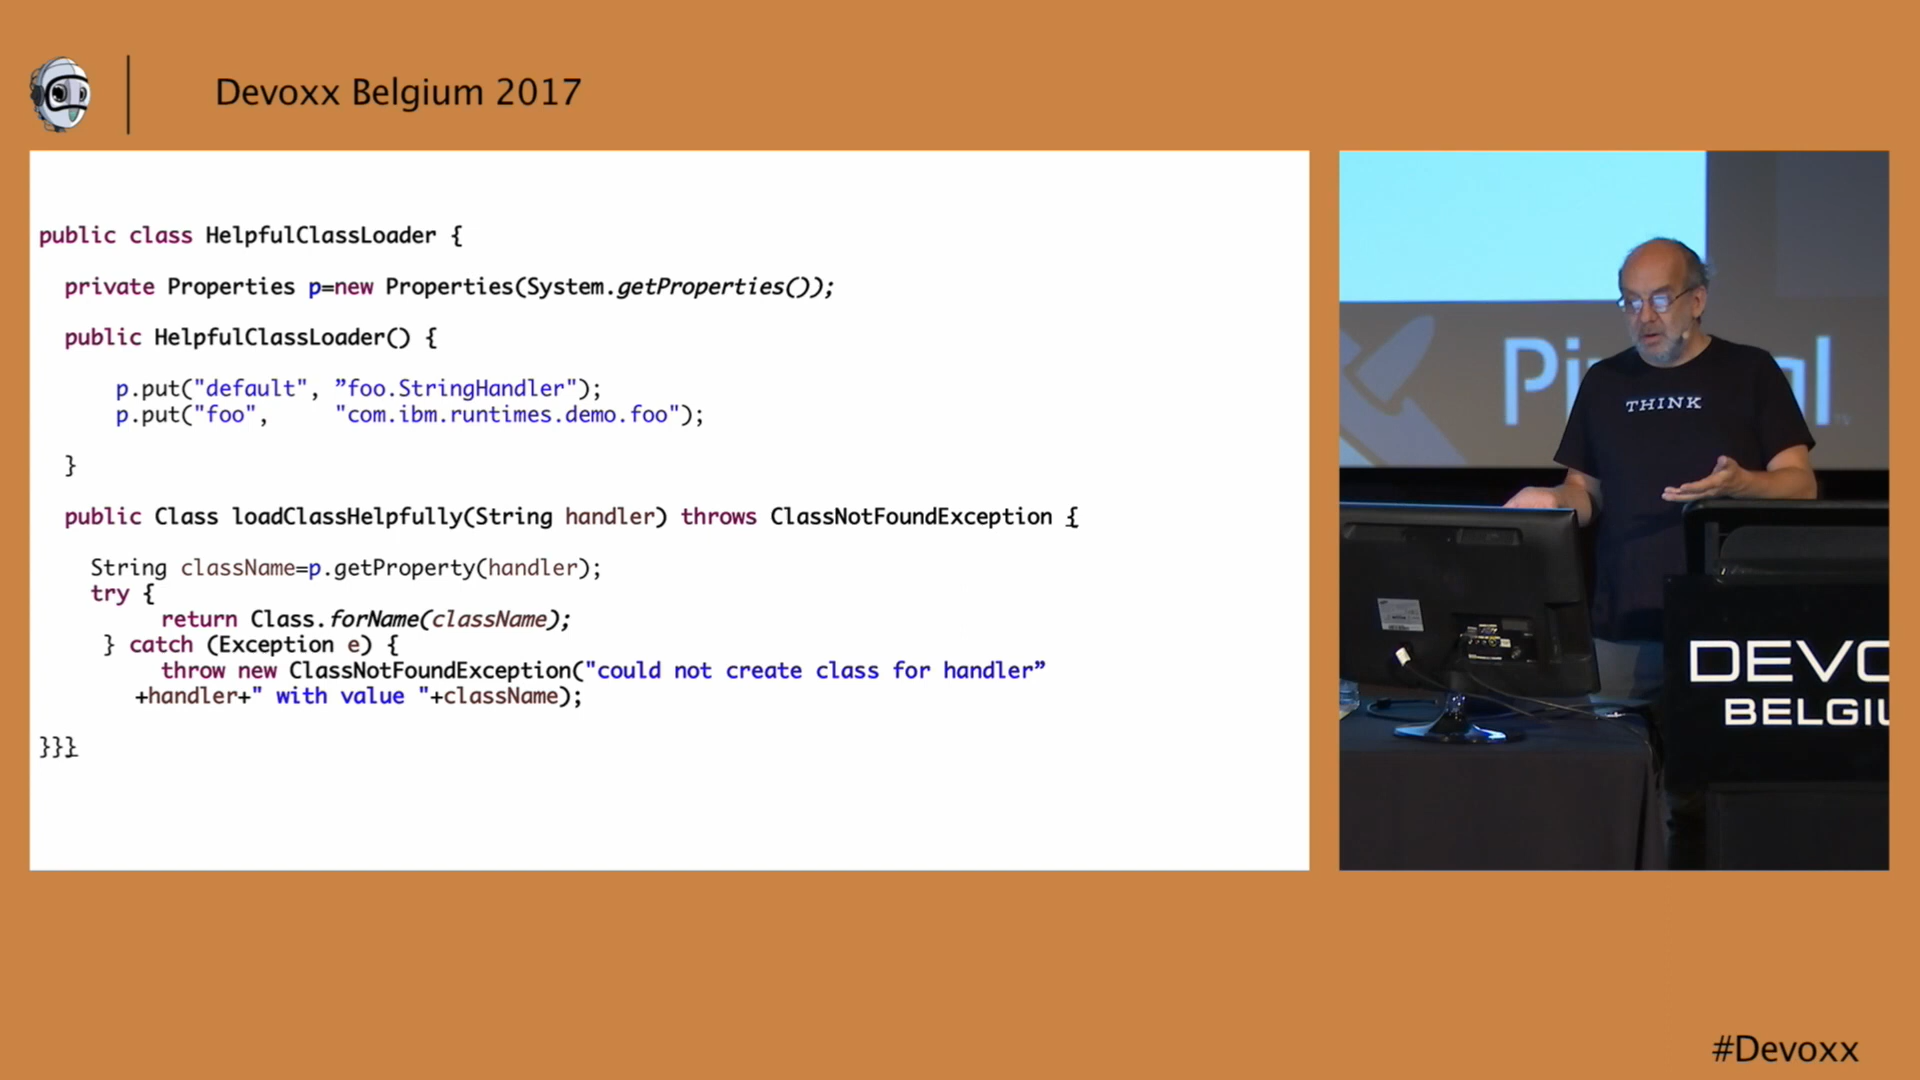 Devoxx Belgium 2017
public class HelpfulClassLoader {
private Properties p=new Properties(System.getProperties());
public HelpfulClassLoader() {
p.put("default", ”foo.StringHandler");
p.put("foo", "com.ibm.runtimes.demo.foo");
}
public Class loadClassHelpfully(String handler) throws ClassNotFoundException {
String className=p.getProperty(handler);
try {
return Class.forName(className);
} catch (Exception e) {
throw new ClassNotFoundException("could not create class for handler”
+handler+" with value "+className);
}}}
THINK
DEVO
BELGIU
#Devoxx